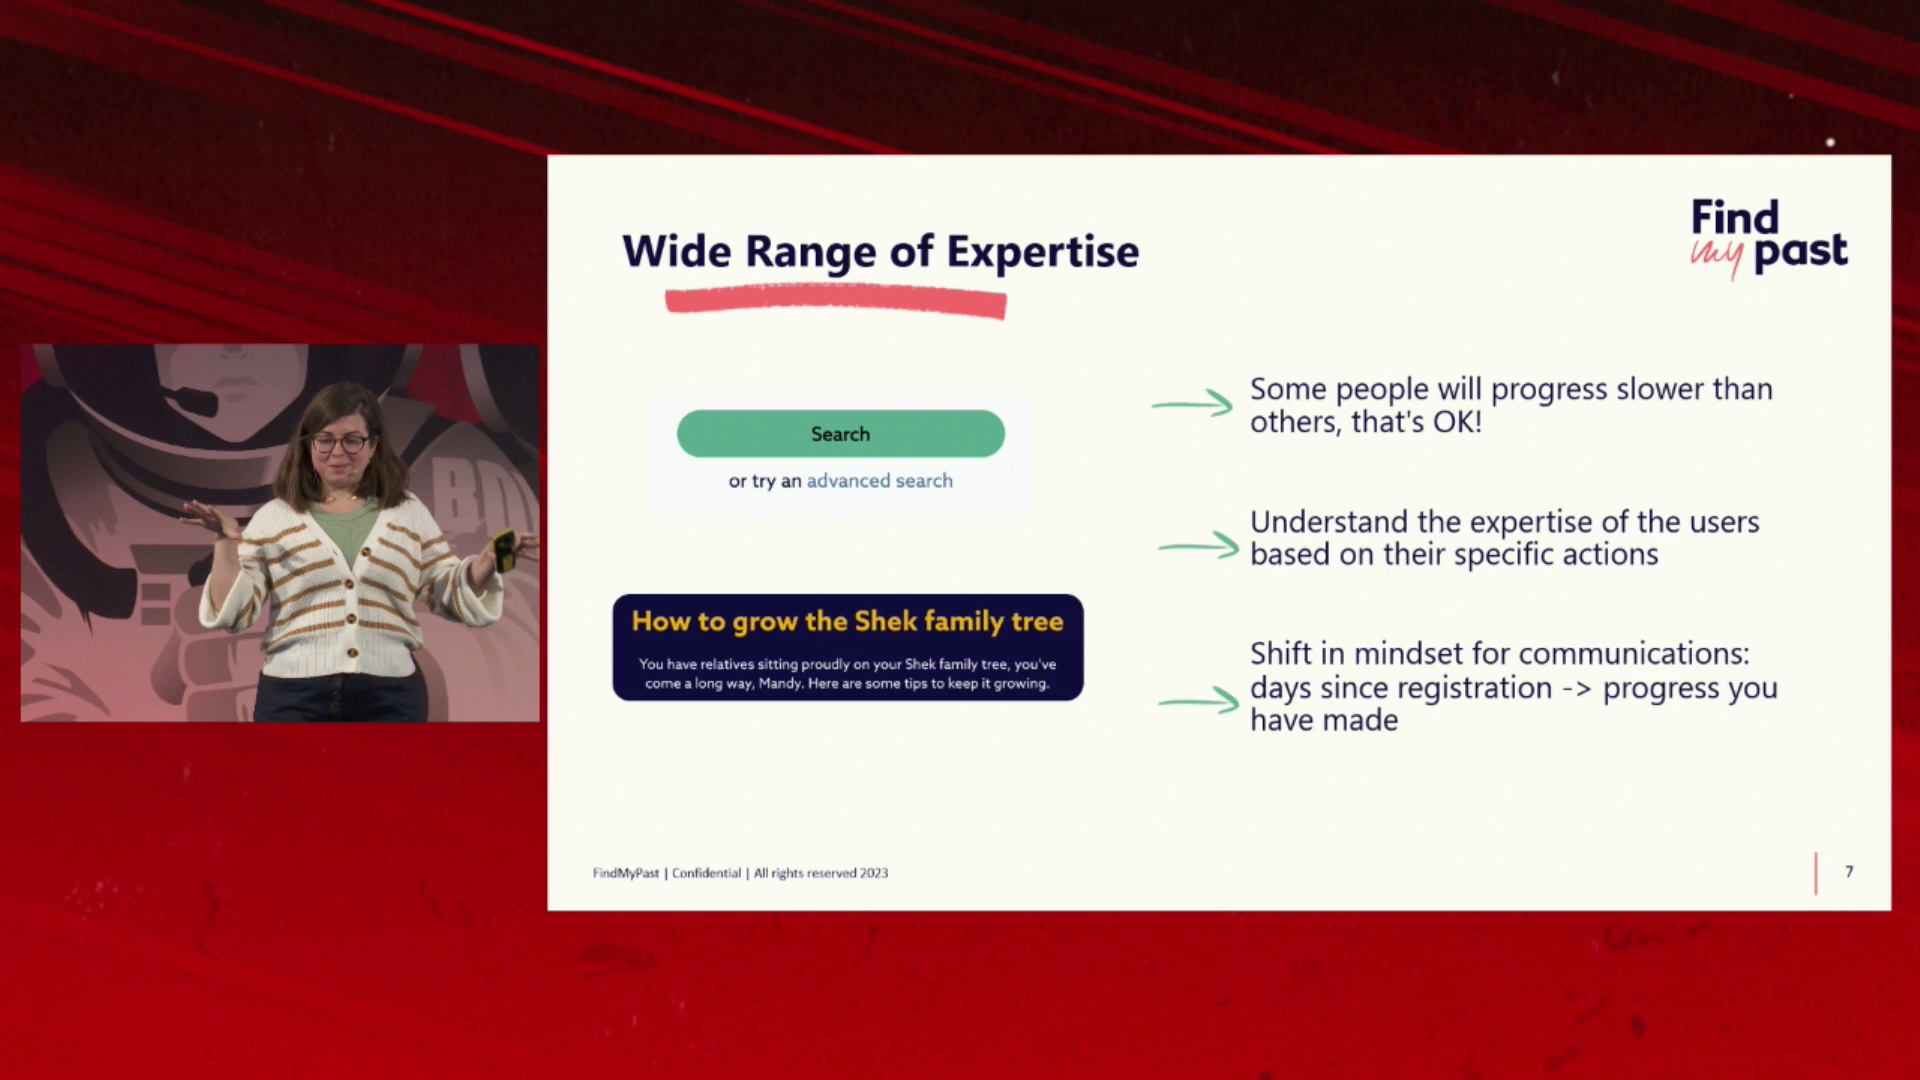 Find
my past
Wide Range of Expertise
Search
or try an advanced search
How to grow the Shek family tree
You have relatives sitting proudly on your Shek family tree, you've
come a long way, Mandy. Here are some tips to keep it growing.
Some people will progress slower than
others, that's OK!
Understand the expertise of the users
based on their specific actions
Shift in mindset for communications:
days since registration -> progress you
have made
FindMyPast | Confidential | All rights reserved 2023
7